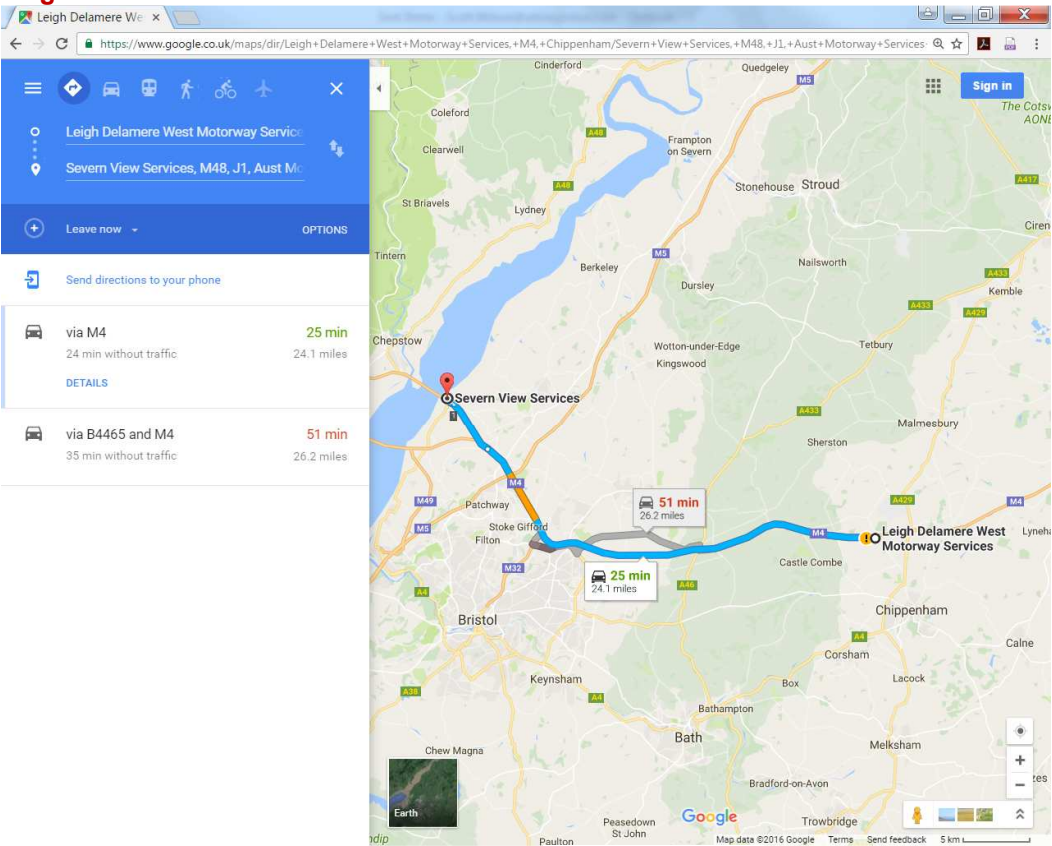 Leigh Delamere We
https://www.google.co.uk/maps/dir/Leigh+Delamere+West+Motorway+Services,+M4,+Chippenham/Severn+View+Services,+M48,+J1,+Aust+Motorway+Services
Leigh Delamere West Motorway Service
Severn View Services, M48, J1, Aust Mo
Leave now
OPTIONS
Send directions to your phone
via M4
25 min
24 min without traffic
24.1 miles
DETAILS
via B4465 and M4
51 min
35 min without traffic
26.2 miles
Sign in
Cinderford
Quedgeley
M5
The Cotsw
AONB
Coleford
A48
Frampton
on Severn
Clearwell
A48
Stonehouse
Stroud
A417
St Briavels
Lydney
Ciren
Tintern
M5
Berkeley
Nailsworth
A433
Dursley
Kemble
A433
A429
Chepstow
Wotton-under-Edge
Tetbury
Kingswood
Severn View Services
1
A433
Malmesbury
Sherston
M4
M49
Patchway
51 min
26.2 miles
A429
M4
M5
Stoke Gifford
Filton
M4
Leigh Delamere West
Motorway Services
Lyneha
M32
25 min
24.1 miles
Castle Combe
A46
A4
Bristol
Chippenham
A4
Calne
Corsham
Keynsham
Box
Lacock
A38
A4
Bathampton
Bath
Melksham
Chew Magna
Bradford-on-Avon
zes
Earth
Google
Trowbridge
Peasedown
St John
ndip
Paulton
Map data ©2016 Google
Terms
Send feedback
5 km